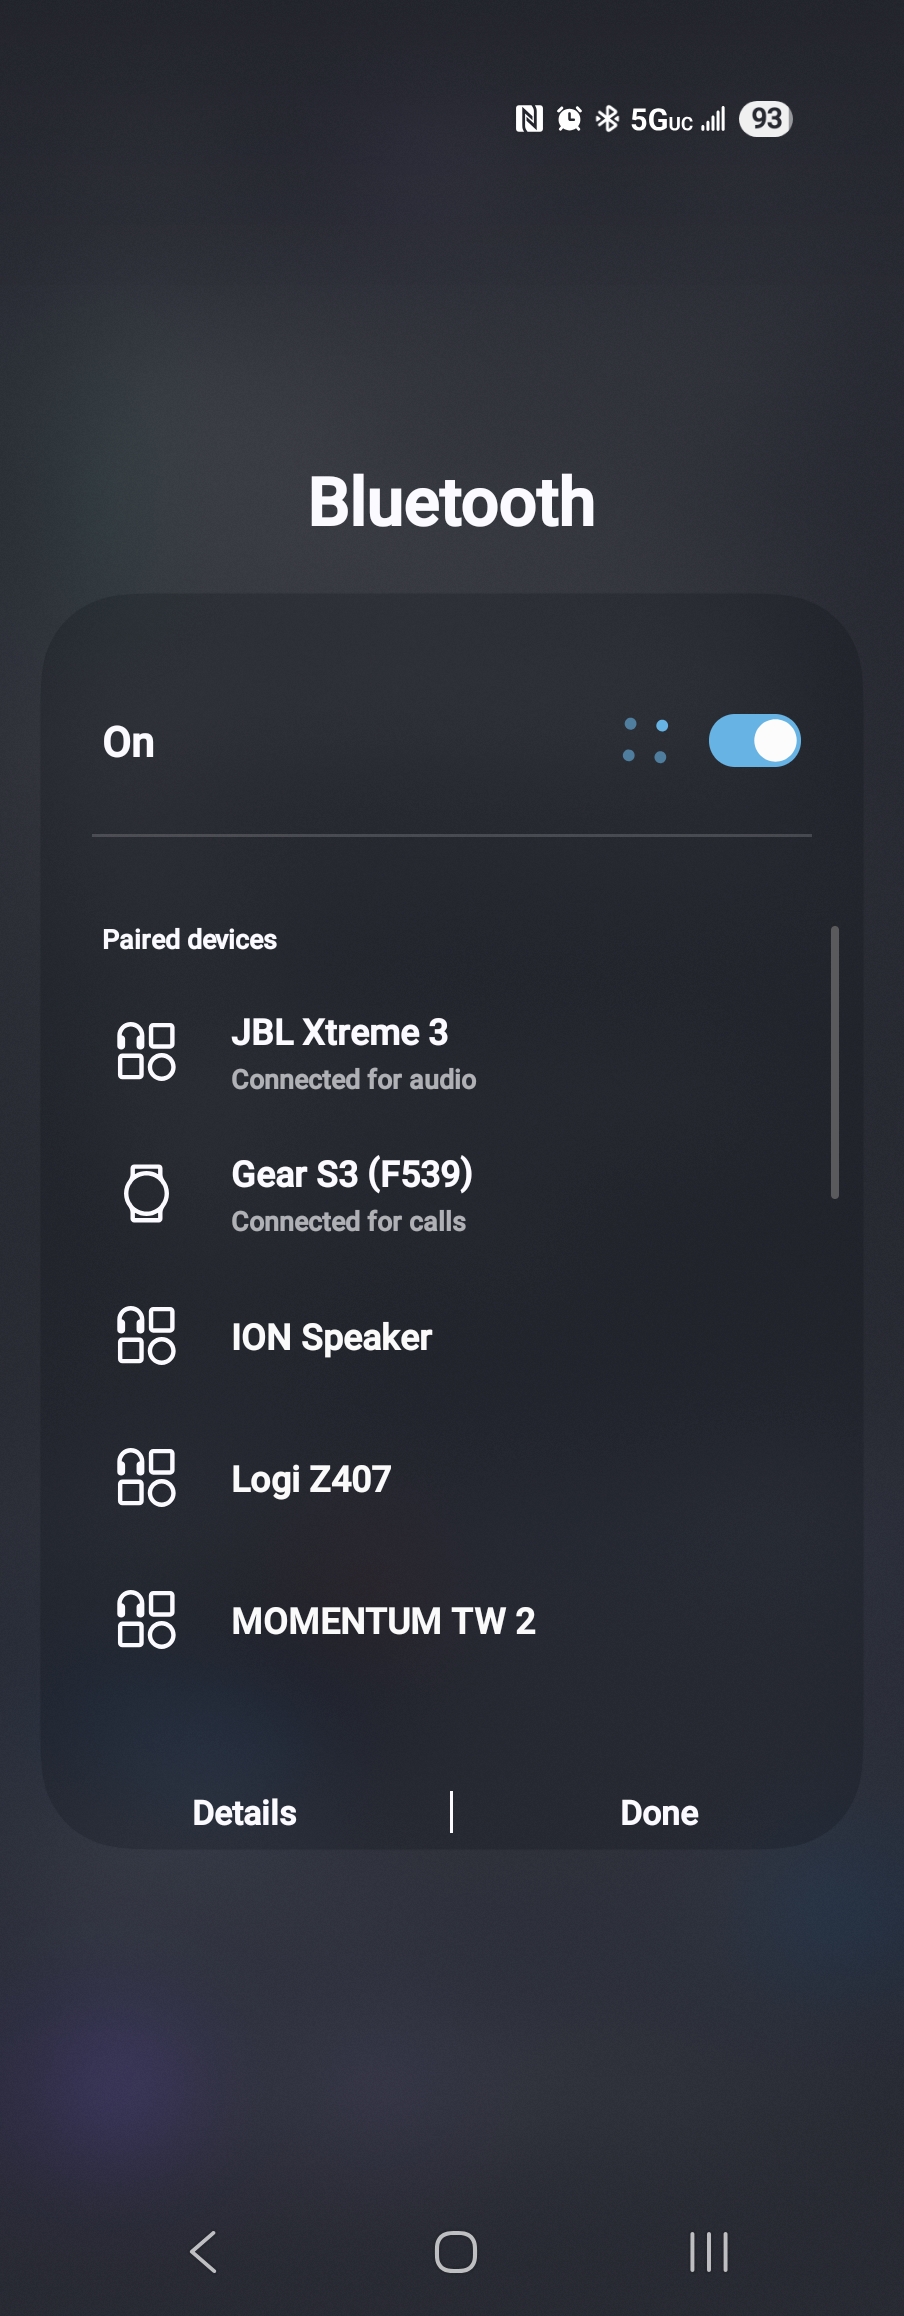 5GUC 93
Bluetooth
On
Paired devices
JBL Xtreme 3
Connected for audio
Gear S3 (F539)
Connected for calls
ION Speaker
Logi Z407
MOMENTUM TW 2
Details | Done